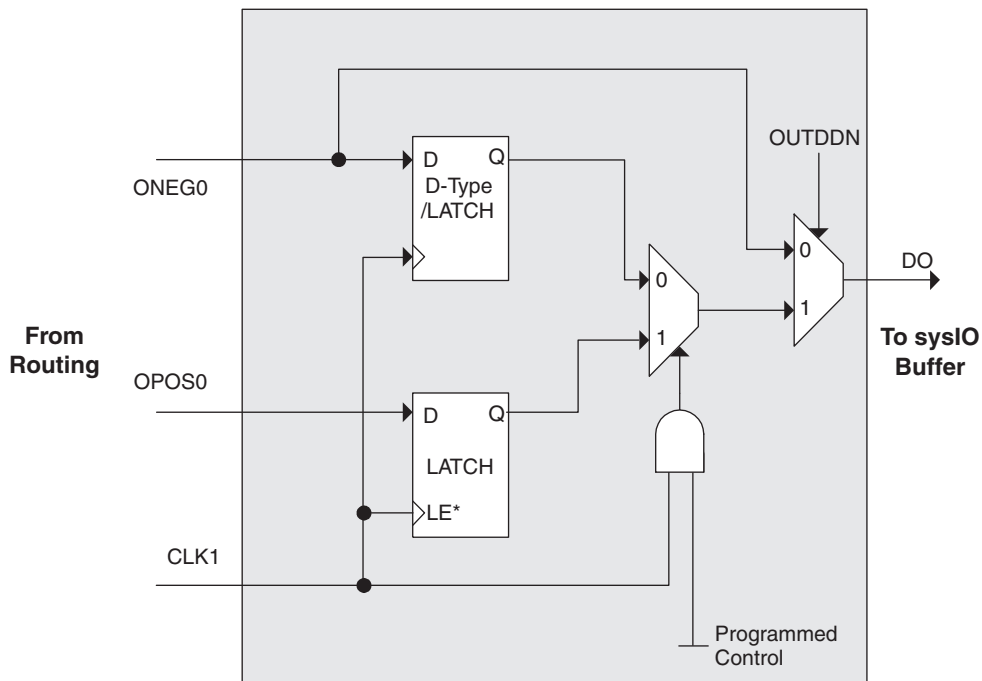 OUTDDN
ONEG0
D
Q
D-Type
/LATCH
0
1
0
1
DO
From
Routing
To sysIO
Buffer
OPOS0
D
Q
LATCH
LE*
CLK1
Programmed
Control